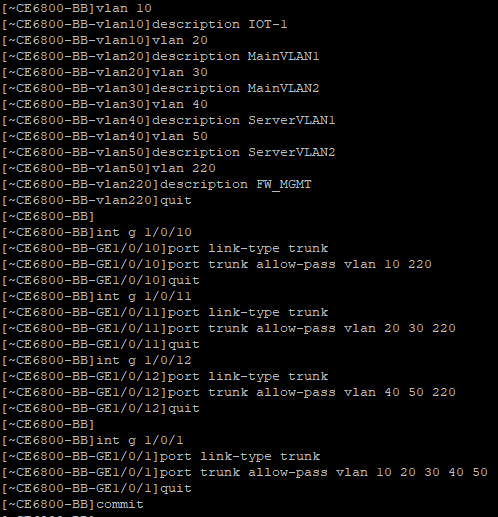 [~CE6800-BB]vlan 10
[~CE6800-BB-vlan10]description IOT-1
[~CE6800-BB-vlan10]vlan 20
[~CE6800-BB-vlan20]description MainVLAN1
[~CE6800-BB-vlan20]vlan 30
[~CE6800-BB-vlan30]description MainVLAN2
[~CE6800-BB-vlan30]vlan 40
[~CE6800-BB-vlan40]description ServerVLAN1
[~CE6800-BB-vlan40]vlan 50
[~CE6800-BB-vlan50]description ServerVLAN2
[~CE6800-BB-vlan50]vlan 220
[~CE6800-BB-vlan220]description FW_MGMT
[~CE6800-BB-vlan220]quit
[~CE6800-BB]
[~CE6800-BB]int g 1/0/10
[~CE6800-BB-GE1/0/10]port link-type trunk
[~CE6800-BB-GE1/0/10]port trunk allow-pass vlan 10 220
[~CE6800-BB-GE1/0/10]quit
[~CE6800-BB]int g 1/0/11
[~CE6800-BB-GE1/0/11]port link-type trunk
[~CE6800-BB-GE1/0/11]port trunk allow-pass vlan 20 30 220
[~CE6800-BB-GE1/0/11]quit
[~CE6800-BB]int g 1/0/12
[~CE6800-BB-GE1/0/12]port link-type trunk
[~CE6800-BB-GE1/0/12]port trunk allow-pass vlan 40 50 220
[~CE6800-BB-GE1/0/12]quit
[~CE6800-BB]
[~CE6800-BB]int g 1/0/1
[~CE6800-BB-GE1/0/1]port link-type trunk
[~CE6800-BB-GE1/0/1]port trunk allow-pass vlan 10 20 30 40 50
[~CE6800-BB-GE1/0/1]quit
[~CE6800-BB]commit